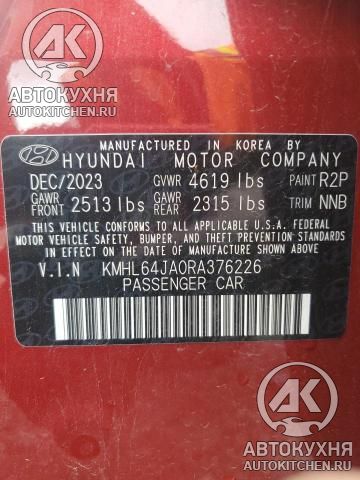 АВТОКУХНЯ
AUTOKITCHEN.RU
АВТОКУХНЯ
AUTOKITCHEN.RU
MANUFACTURED IN KOREA BY
HYUNDAI MOTOR COMPANY
DEC/2023 GVWR 4619 lbs PAINT R2P
GAWR FRONT 2513 lbs GAWR REAR 2315 lbs TRIM NNB
THIS VEHICLE CONFORMS TO ALL APPLICABLE U.S.A FEDERAL
MOTOR VEHICLE SAFETY, BUMPER, AND THEFT PREVENTION STANDARDS
IN EFFECT ON THE DATE OF MANUFACTURE SHOWN ABOVE.
V.I.N KMHL64JA0RA376226
PASSENGER CAR
АВТОКУХНЯ
AUTOKITCHEN.RU